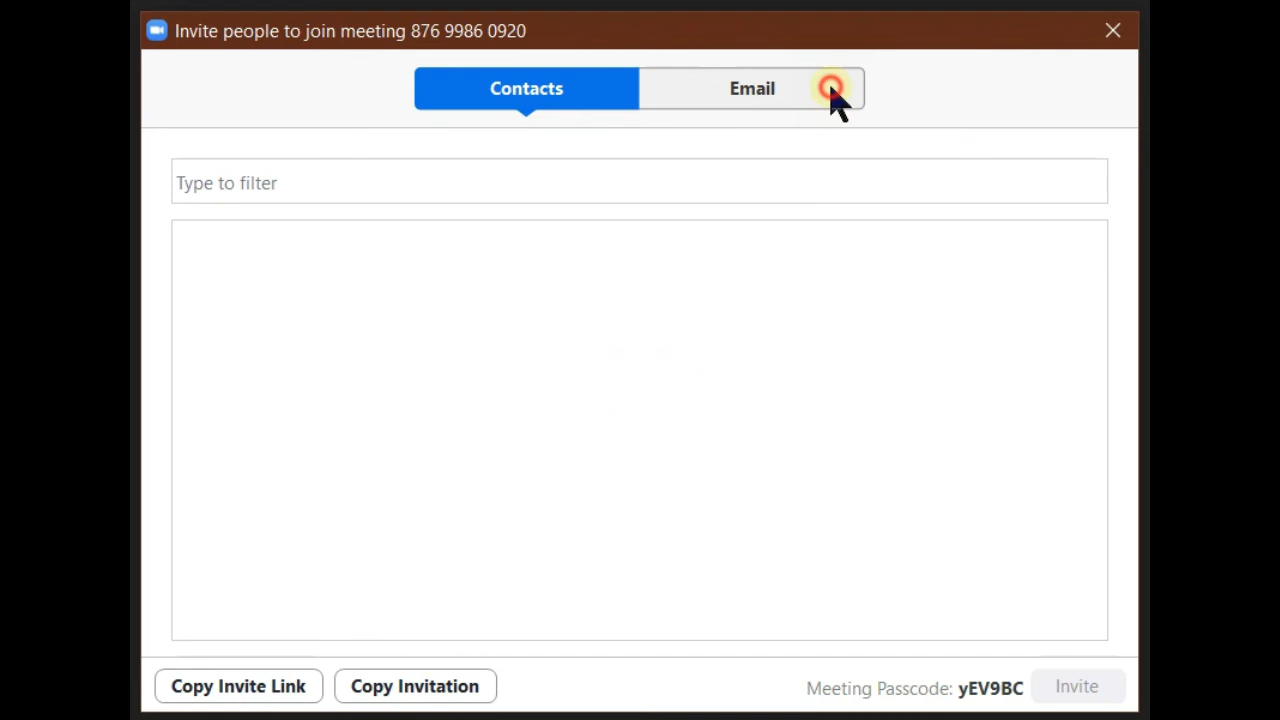 Invite people to join meeting 876 9986 0920
Contacts
Email
Type to filter
Copy Invite Link
Copy Invitation
Meeting Passcode: yEV9BC
Invite